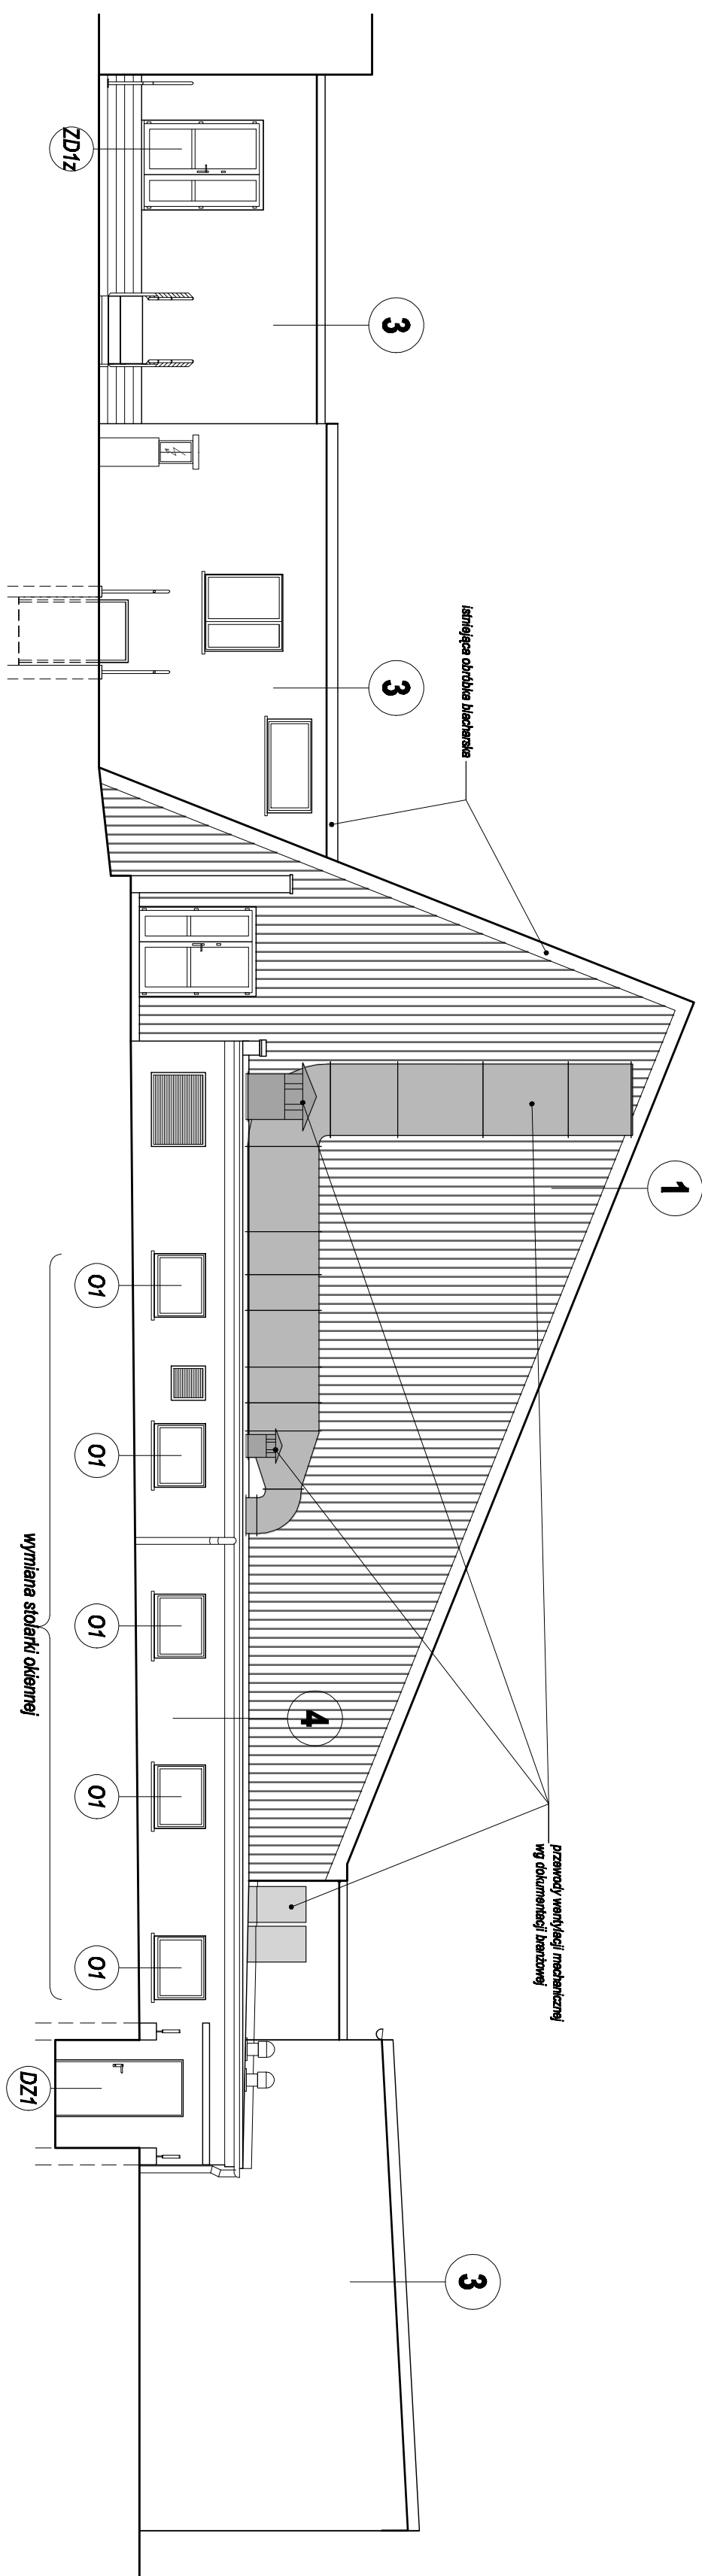 ZD1z
3
3
istniejąca obróbka blacharska
1
O1
O1
O1
O1
O1
wymiana stolarki okiennej
4
przewody wentylacji mechanicznej
wg dokumentacji branżowej
DZ1
3